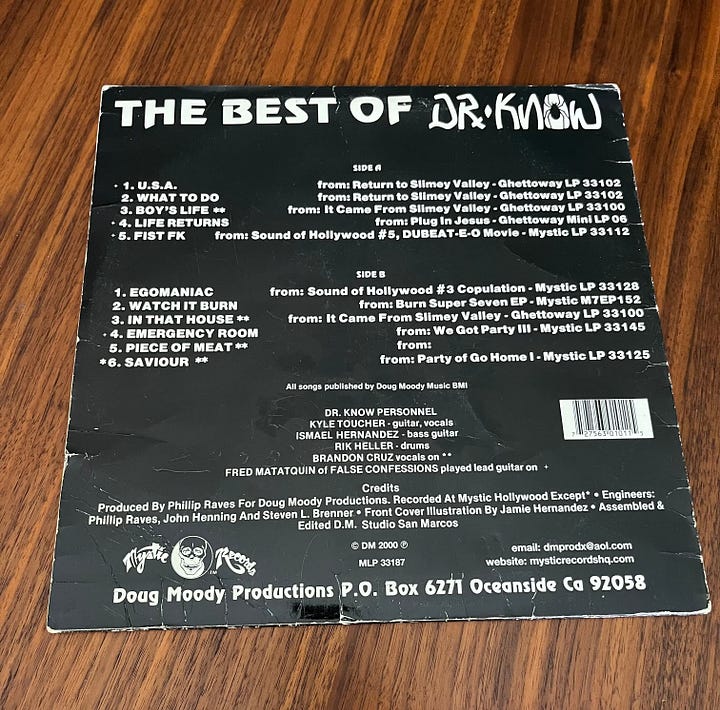 THE BEST OF DR. KNOW
SIDE A
· 1. U.S.A. from: Return to Slimey Valley - Ghettoway LP 33102
2. WHAT TO DO from: Return to Slimey Valley - Ghettoway LP 33102
3. BOY'S LIFE ** from: It Came From Slimey Valley - Ghettoway LP 33100
· 4. LIFE RETURNS from: Plug In Jesus - Ghettoway Mini LP 06
· 5. FIST FK from: Sound of Hollywood #5, DUBEAT-E-O Movie - Mystic LP 33112
SIDE B
1. EGOMANIAC from: Sound of Hollywood #3 Copulation - Mystic LP 33128
2. WATCH IT BURN from: Burn Super Seven EP - Mystic M7EP152
3. IN THAT HOUSE ** from: It Came From Slimey Valley - Ghettoway LP 33100
· 4. EMERGENCY ROOM from: We Got Party III - Mystic LP 33145
5. PIECE OF MEAT ** from:
*6. SAVIOUR ** from: Party of Go Home I - Mystic LP 33125
All songs published by Doug Moody Music BMI
DR. KNOW PERSONNEL
KYLE TOUCHER - guitar, vocals
ISMAEL HERNANDEZ - bass guitar
RIK HELLER - drums
BRANDON CRUZ vocals on **
FRED MATATQUIN of FALSE CONFESSIONS played lead guitar on +
Credits
Produced By Phillip Raves For Doug Moody Productions. Recorded At Mystic Hollywood Except* • Engineers:
Phillip Raves, John Henning And Steven L. Brenner • Front Cover Illustration By Jamie Hernandez • Assembled &
Edited D.M. Studio San Marcos
Mystic Records TM
© DM 2000 ℗
MLP 33187
email: dmprodx@aol.com
website: mysticrecordshq.com
Doug Moody Productions P.O. Box 6271 Oceanside Ca 92058